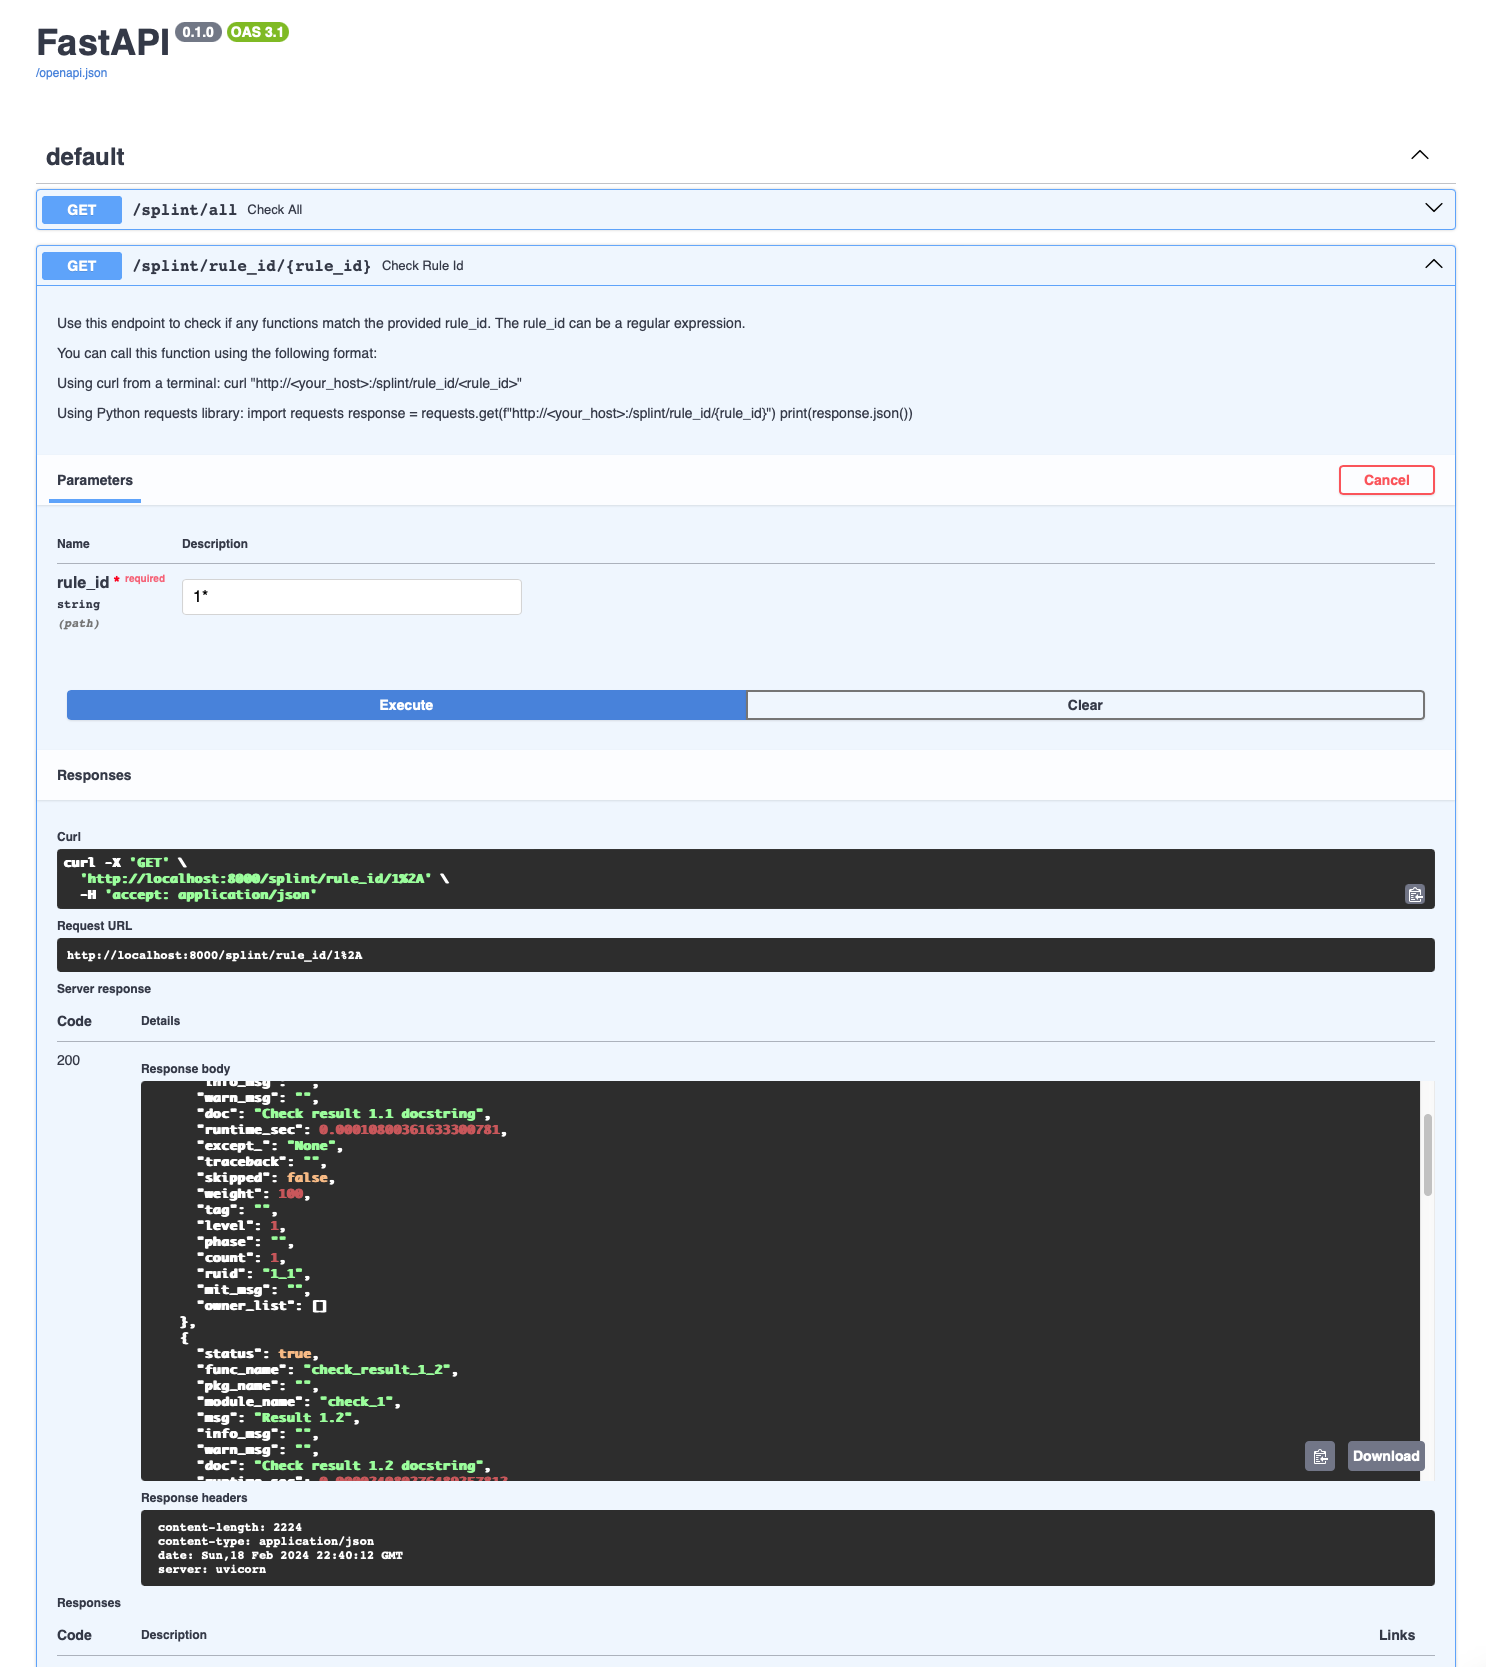 FastAPI 0.1.0 OAS 3.1
/openapi.json
default
GET /splint/all Check All
GET /splint/rule_id/{rule_id} Check Rule Id
Use this endpoint to check if any functions match the provided rule_id. The rule_id can be a regular expression.
You can call this function using the following format:
Using curl from a terminal: curl "http://<your_host>:/splint/rule_id/<rule_id>"
Using Python requests library: import requests response = requests.get(f"http://<your_host>:/splint/rule_id/{rule_id}") print(response.json())
Parameters
Cancel
Name Description
rule_id * required
string
(path)
1*
Execute Clear
Responses
Curl
curl -X 'GET' \
'http://localhost:8000/splint/rule_id/1%2A' \
-H 'accept: application/json'
Request URL
http://localhost:8000/splint/rule_id/1%2A
Server response
Code Details
200
Response body
"info_msg": "",
"warn_msg": "",
"doc": "Check result 1.1 docstring",
"runtime_sec": 0.00010800361633300781,
"except_": "None",
"traceback": "",
"skipped": false,
"weight": 100,
"tag": "",
"level": 1,
"phase": "",
"count": 1,
"ruid": "1_1",
"mit_msg": "",
"owner_list": []
},
{
"status": true,
"func_name": "check_result_1_2",
"pkg_name": "",
"module_name": "check_1",
"msg": "Result 1.2",
"info_msg": "",
"warn_msg": "",
"doc": "Check result 1.2 docstring",
Download
Response headers
content-length: 2224
content-type: application/json
date: Sun,18 Feb 2024 22:40:12 GMT
server: uvicorn
Responses
Code Description Links